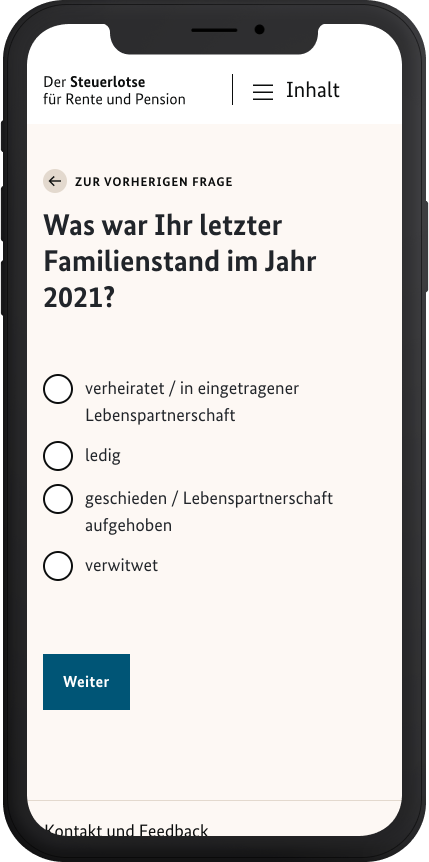 Der Steuerlotse
für Rente und Pension
Inhalt
ZUR VORHERIGEN FRAGE
Was war Ihr letzter
Familienstand im Jahr
2021?
verheiratet / in eingetragener
Lebenspartnerschaft
ledig
geschieden / Lebenspartnerschaft
aufgehoben
verwitwet
Weiter
Kontakt und Feedback